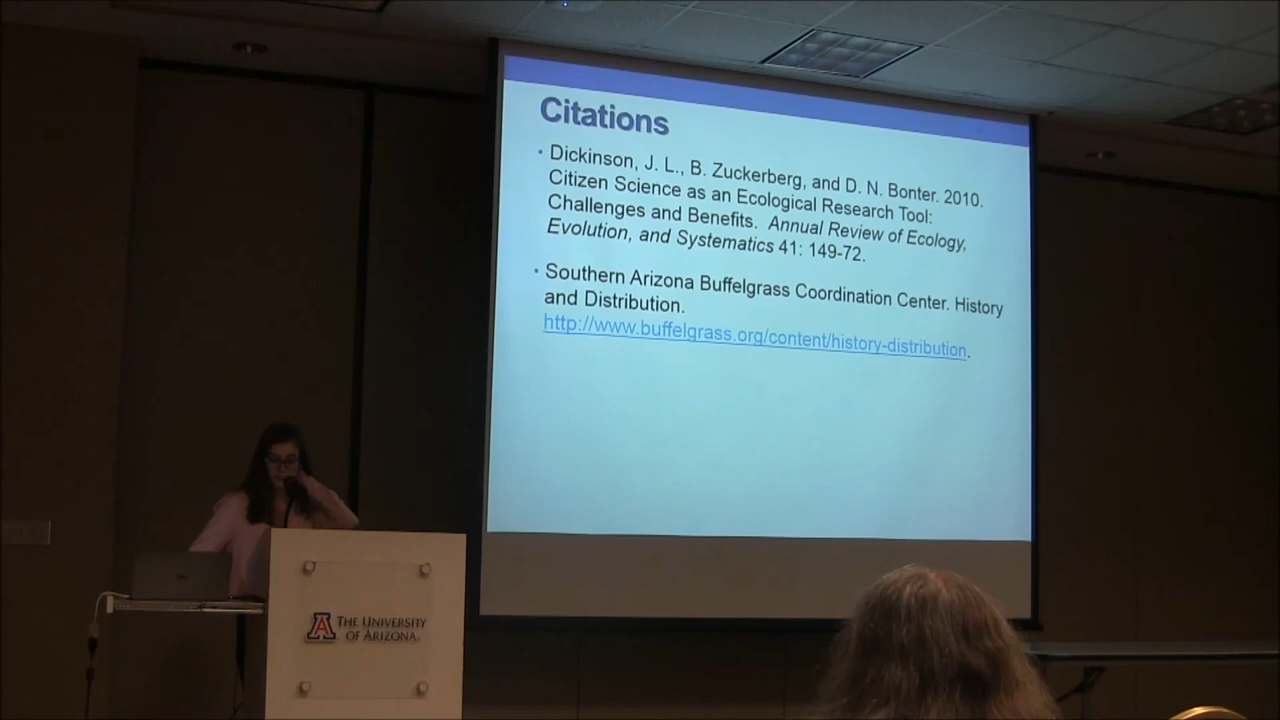 Citations
• Dickinson, J. L., B. Zuckerberg, and D. N. Bonter. 2010.
Citizen Science as an Ecological Research Tool:
Challenges and Benefits. Annual Review of Ecology,
Evolution, and Systematics 41: 149-72.
• Southern Arizona Buffelgrass Coordination Center. History
and Distribution.
http://www.buffelgrass.org/content/history-distribution.
A THE UNIVERSITY
OF ARIZONA.